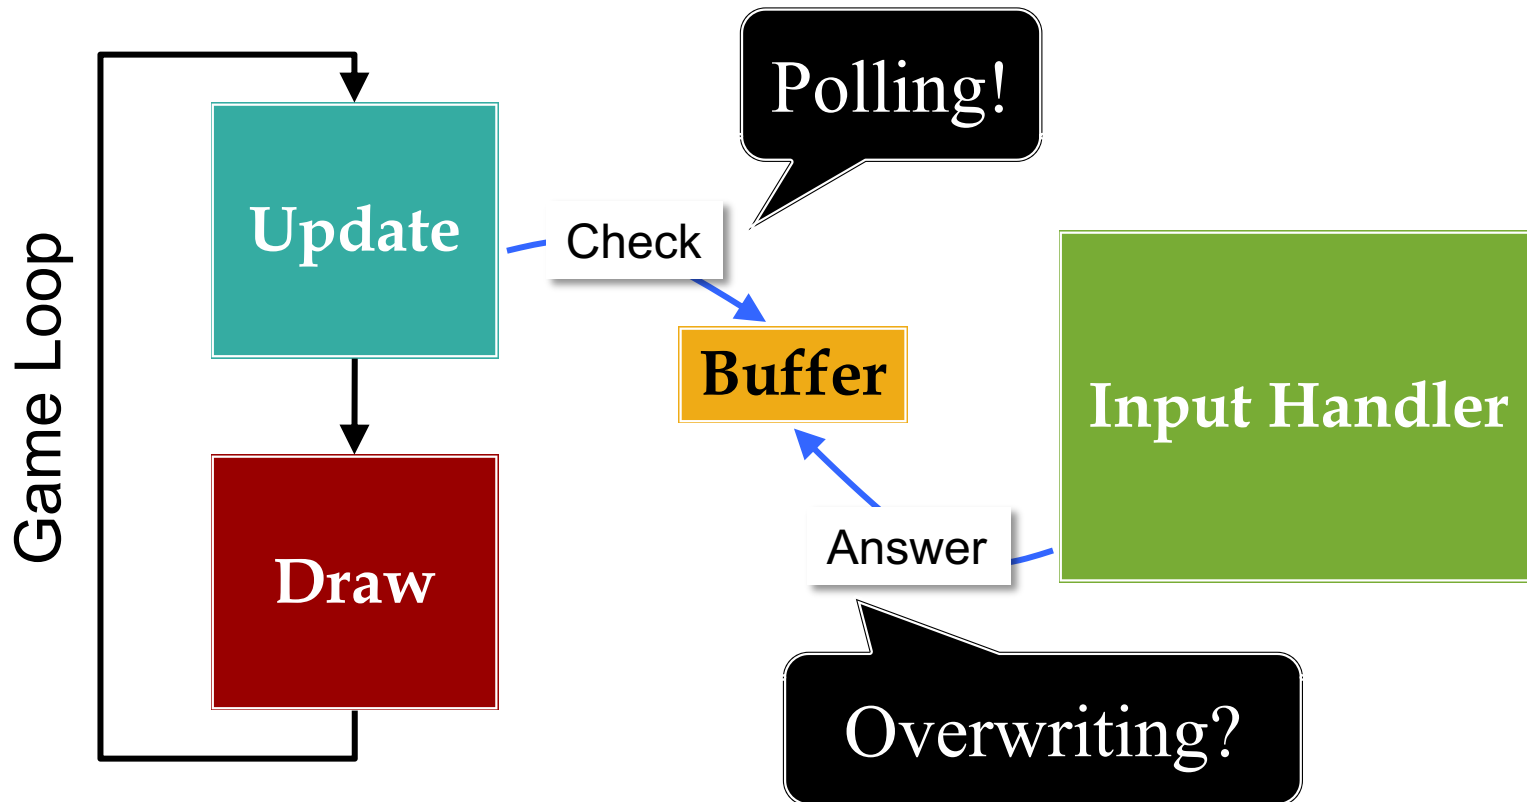 Polling!
Update
Check
Game Loop
Buffer
Input Handler
Answer
Draw
Overwriting?